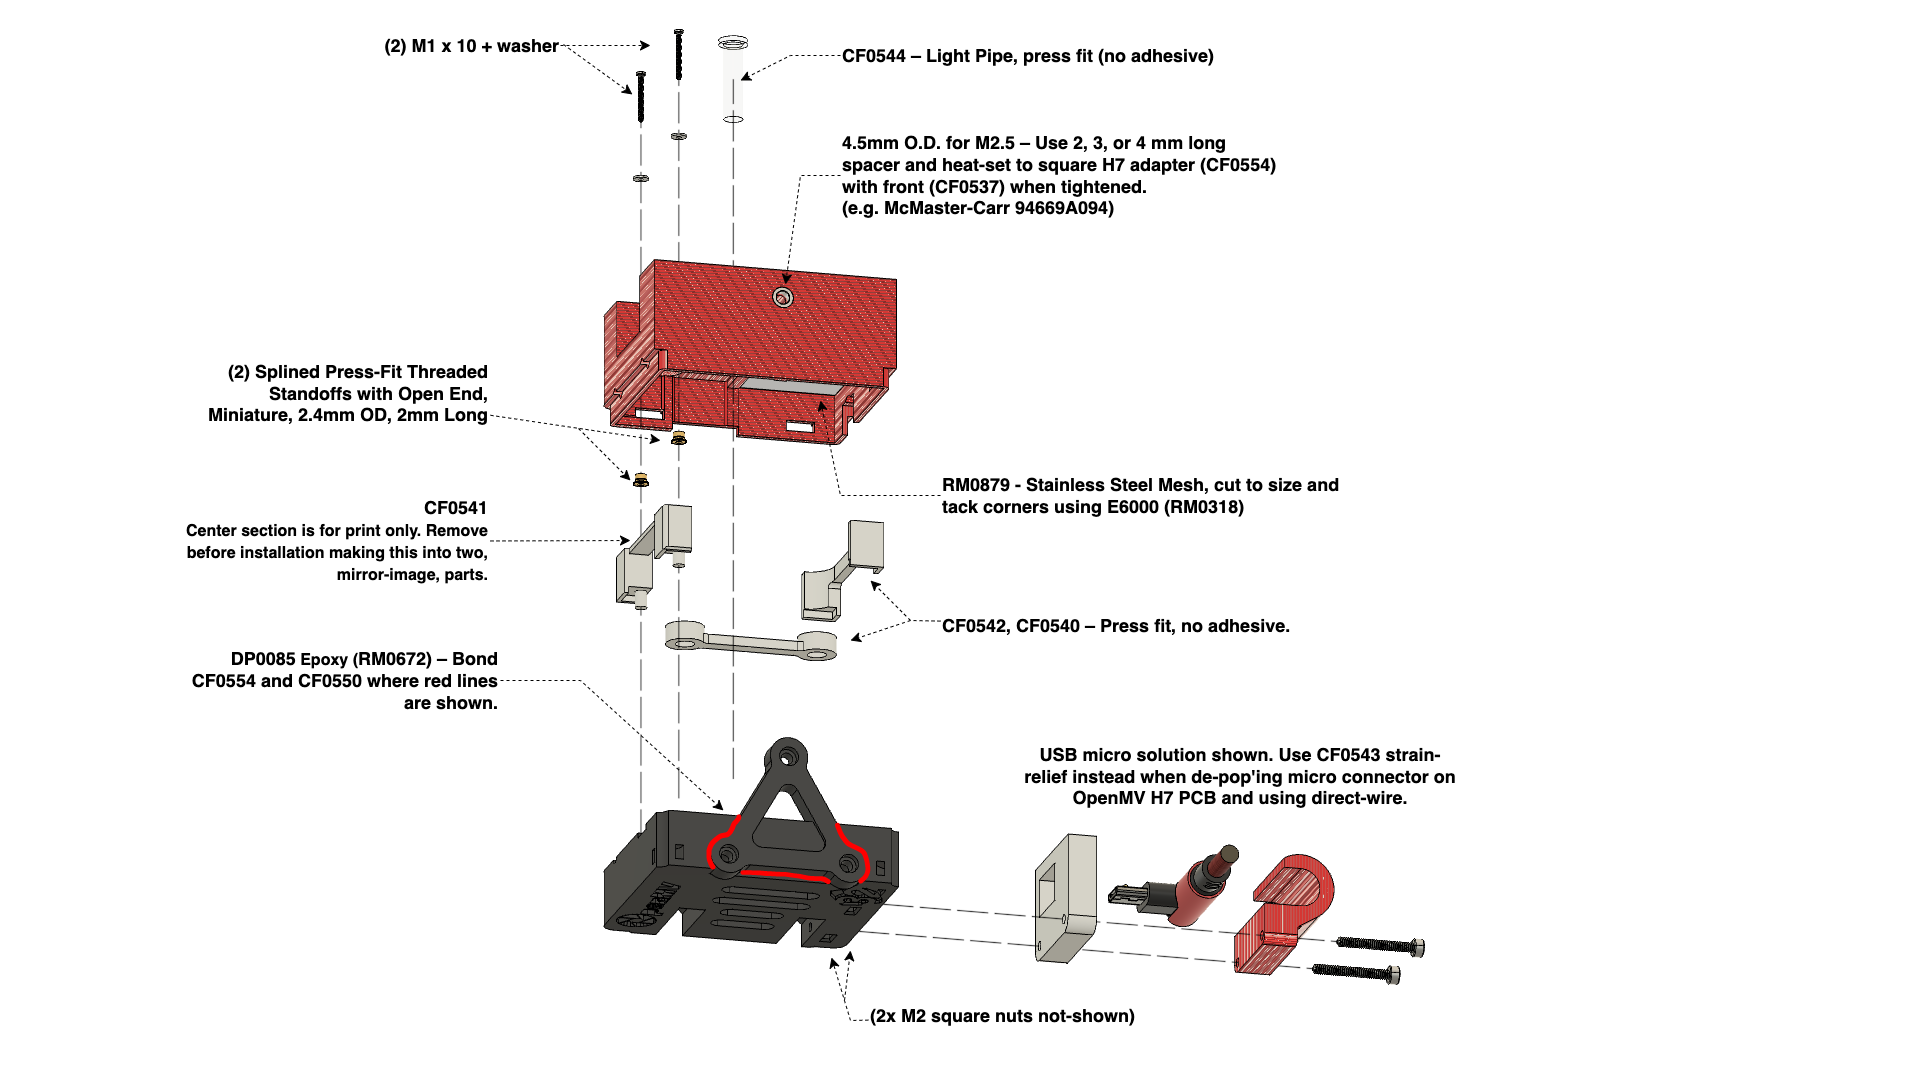 (2) M1 x 10 + washer
CF0544 – Light Pipe, press fit (no adhesive)
4.5mm O.D. for M2.5 – Use 2, 3, or 4 mm long
spacer and heat-set to square H7 adapter (CF0554)
with front (CF0537) when tightened.
(e.g. McMaster-Carr 94669A094)
(2) Splined Press-Fit Threaded
Standoffs with Open End,
Miniature, 2.4mm OD, 2mm Long
RM0879 - Stainless Steel Mesh, cut to size and
tack corners using E6000 (RM0318)
CF0541
Center section is for print only. Remove
before installation making this into two,
mirror-image, parts.
CF0542, CF0540 – Press fit, no adhesive.
DP0085 Epoxy (RM0672) – Bond
CF0554 and CF0550 where red lines
are shown.
USB micro solution shown. Use CF0543 strain-
relief instead when de-pop'ing micro connector on
OpenMV H7 PCB and using direct-wire.
(2x M2 square nuts not-shown)